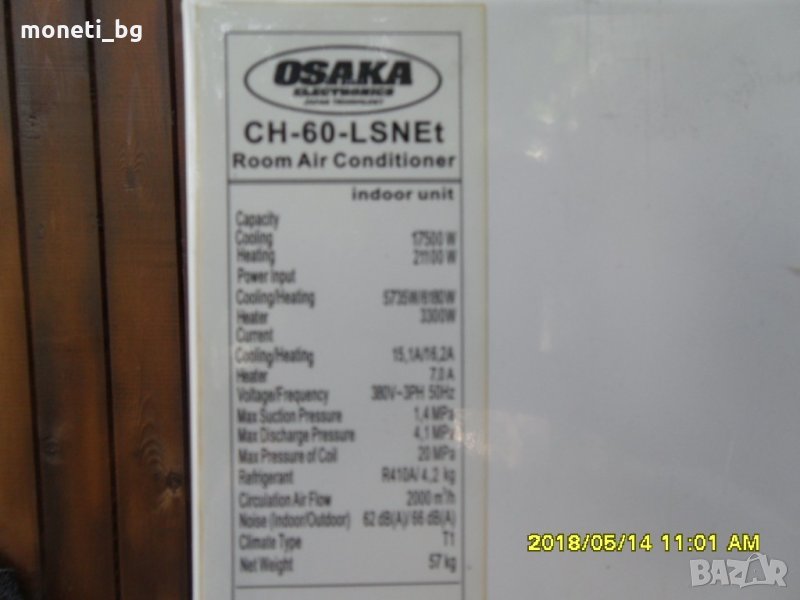 moneti_bg
OSAKA
ELECTRONICS
JAPAN TECHNOLOGY
CH-60-LSNEt
Room Air Conditioner
indoor unit
Capacity
Cooling 17500 W
Heating 21100 W
Power Input
Cooling/Heating 5735W/6180W
Heater 3300W
Current
Cooling/Heating 15,1A/16,2A
Heater 7.0 A
Voltage/Frequency 380V~3PH 50Hz
Max Suction Pressure 1,4 MPa
Max Discharge Pressure 4,1 MPa
Max Pressure of Coil 20 MPa
Refrigerant R410A/4,2 kg
Circulation Air Flow 2000 m³/h
Noise (Indoor/Outdoor) 62 dB(A)/66 dB(A)
Climate Type T1
Net Weight 57 kg
2018/05/14 11:01 AM
BAZAR